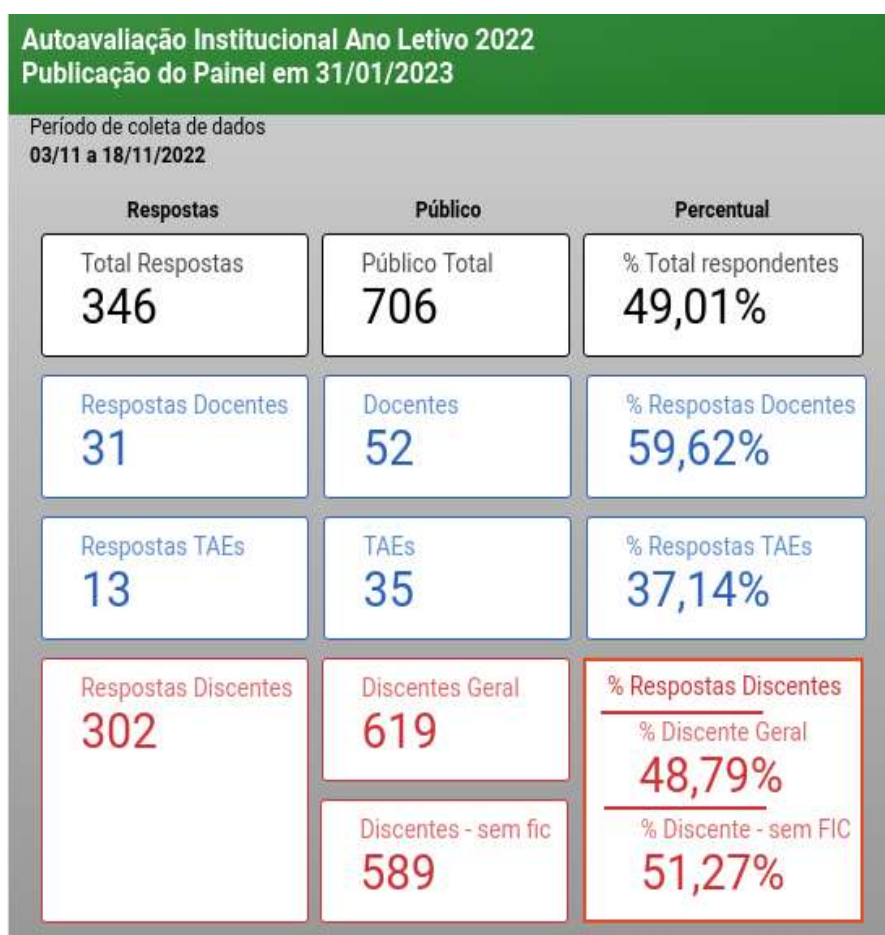 Autoavaliação Institucional Ano Letivo 2022
Publicação do Painel em 31/01/2023
Período de coleta de dados
03/11 a 18/11/2022
Respostas
Público
Percentual
Total Respostas
346
Público Total
706
% Total respondentes
49,01%
Respostas Docentes
31
Docentes
52
% Respostas Docentes
59,62%
Respostas TAEs
13
TAEs
35
% Respostas TAEs
37,14%
Respostas Discentes
302
Discentes Geral
619
Discentes - sem fic
589
% Respostas Discentes
% Discente Geral
48,79%
% Discente - sem FIC
51,27%